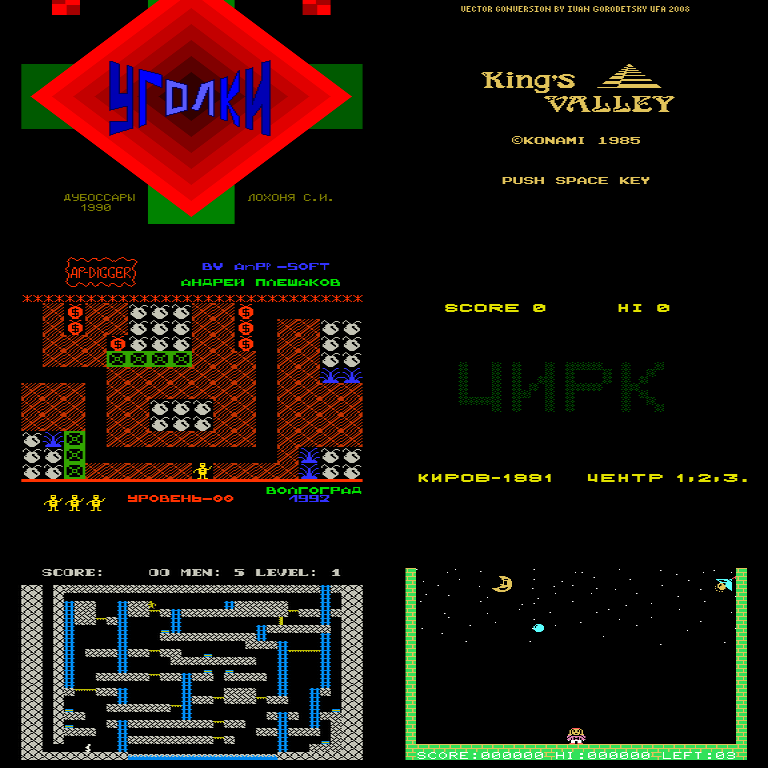 УГОЛКИ
ДУБОССАРЫ
1990
ЛОХОНЯ С.И.
VECTOR CONVERSION BY IVAN GORODETSKY UFA 2008
King's
VALLEY
©KONAMI 1985
PUSH SPACE KEY
AP-DIGGER
BY
-SOFT
АНДРЕЙ ПЛЕШАКОВ
УРОВЕНЬ-00
ВОЛГОГРАД
1992
SCORE 0 HI 0
ЦИРК
КИРОВ-1991 ЦЕНТР 1,2,3.
SCORE: 00 MEN: 5 LEVEL: 1
SCORE:000000 HI:000000 LEFT:03